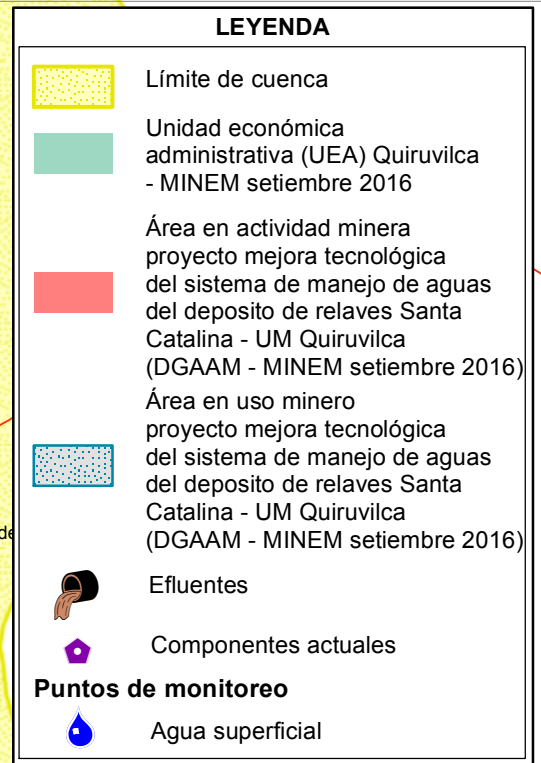 LEYENDA
Límite de cuenca
Unidad económica
administrativa (UEA) Quiruvilca
- MINEM setiembre 2016
Área en actividad minera
proyecto mejora tecnológica
del sistema de manejo de aguas
del deposito de relaves Santa
Catalina - UM Quiruvilca
(DGAAM - MINEM setiembre 2016)
Área en uso minero
proyecto mejora tecnológica
del sistema de manejo de aguas
del deposito de relaves Santa
Catalina - UM Quiruvilca
(DGAAM - MINEM setiembre 2016)
de
Efluentes
Componentes actuales
Puntos de monitoreo
Agua superficial